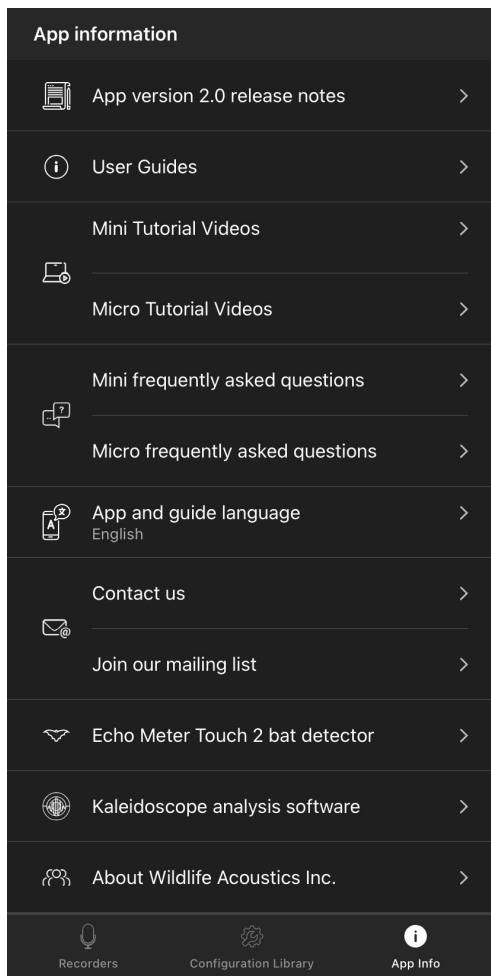 App information
App version 2.0 release notes
User Guides
Mini Tutorial Videos
Micro Tutorial Videos
Mini frequently asked questions
Micro frequently asked questions
App and guide language
English
Contact us
Join our mailing list
Echo Meter Touch 2 bat detector
Kaleidoscope analysis software
About Wildlife Acoustics Inc.
Recorders
Configuration Library
App Info